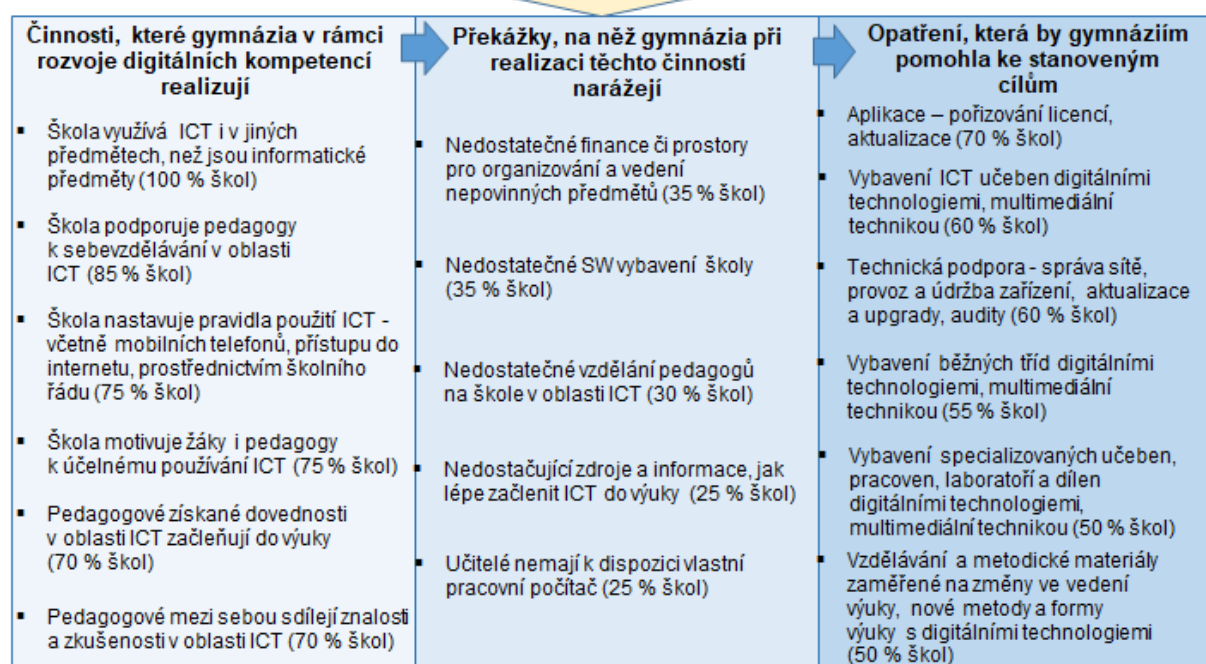 Činnosti, které gymnázia v rámci
rozvoje digitálních kompetencí
realizují
▪ Škola využívá ICT i v jiných
předmětech, než jsou informatické
předměty (100 % škol)
▪ Škola podporuje pedagogy
k sebevzdělávání v oblasti
ICT (85 % škol)
▪ Škola nastavuje pravidla použití ICT -
včetně mobilních telefonů, přístupu do
internetu, prostřednictvím školního
řádu (75 % škol)
▪ Škola motivuje žáky i pedagogy
k účelnému používání ICT (75 % škol)
▪ Pedagogové získané dovednosti
v oblasti ICT začleňují do výuky
(70 % škol)
▪ Pedagogové mezi sebou sdílejí znalosti
a zkušenosti v oblasti ICT (70 % škol)
Překážky, na něž gymnázia při
realizaci těchto činností
narážejí
▪ Nedostatečné finance či prostory
pro organizování a vedení
nepovinných předmětů (35 % škol)
▪ Nedostatečné SW vybavení školy
(35 % škol)
▪ Nedostatečné vzdělání pedagogů
na škole v oblasti ICT (30 % škol)
▪ Nedostačující zdroje a informace, jak
lépe začlenit ICT do výuky (25 % škol)
▪ Učitelé nemají k dispozici vlastní
pracovní počítač (25 % škol)
Opatření, která by gymnáziím
pomohla ke stanoveným
cílům
▪ Aplikace – pořizování licencí,
aktualizace (70 % škol)
▪ Vybavení ICT učeben digitálními
technologiemi, multimediální
technikou (60 % škol)
▪ Technická podpora - správa sítě,
provoz a údržba zařízení, aktualizace
a upgrady, audity (60 % škol)
▪ Vybavení běžných tříd digitálními
technologiemi, multimediální
technikou (55 % škol)
▪ Vybavení specializovaných učeben,
pracoven, laboratoří a dílen
digitálními technologiemi,
multimediální technikou (50 % škol)
▪ Vzdělávání a metodické materiály
zaměřené na změny ve vedení
výuky, nové metody a formy
výuky s digitálními technologiemi
(50 % škol)